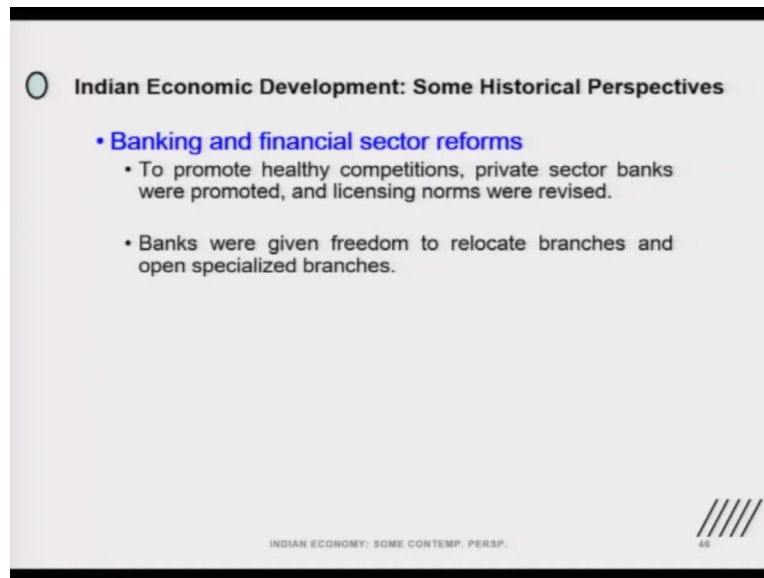 Indian Economic Development: Some Historical Perspectives
• Banking and financial sector reforms
• To promote healthy competitions, private sector banks
were promoted, and licensing norms were revised.
• Banks were given freedom to relocate branches and
open specialized branches.
INDIAN ECONOMY: SOME CONTEMP. PERSP.